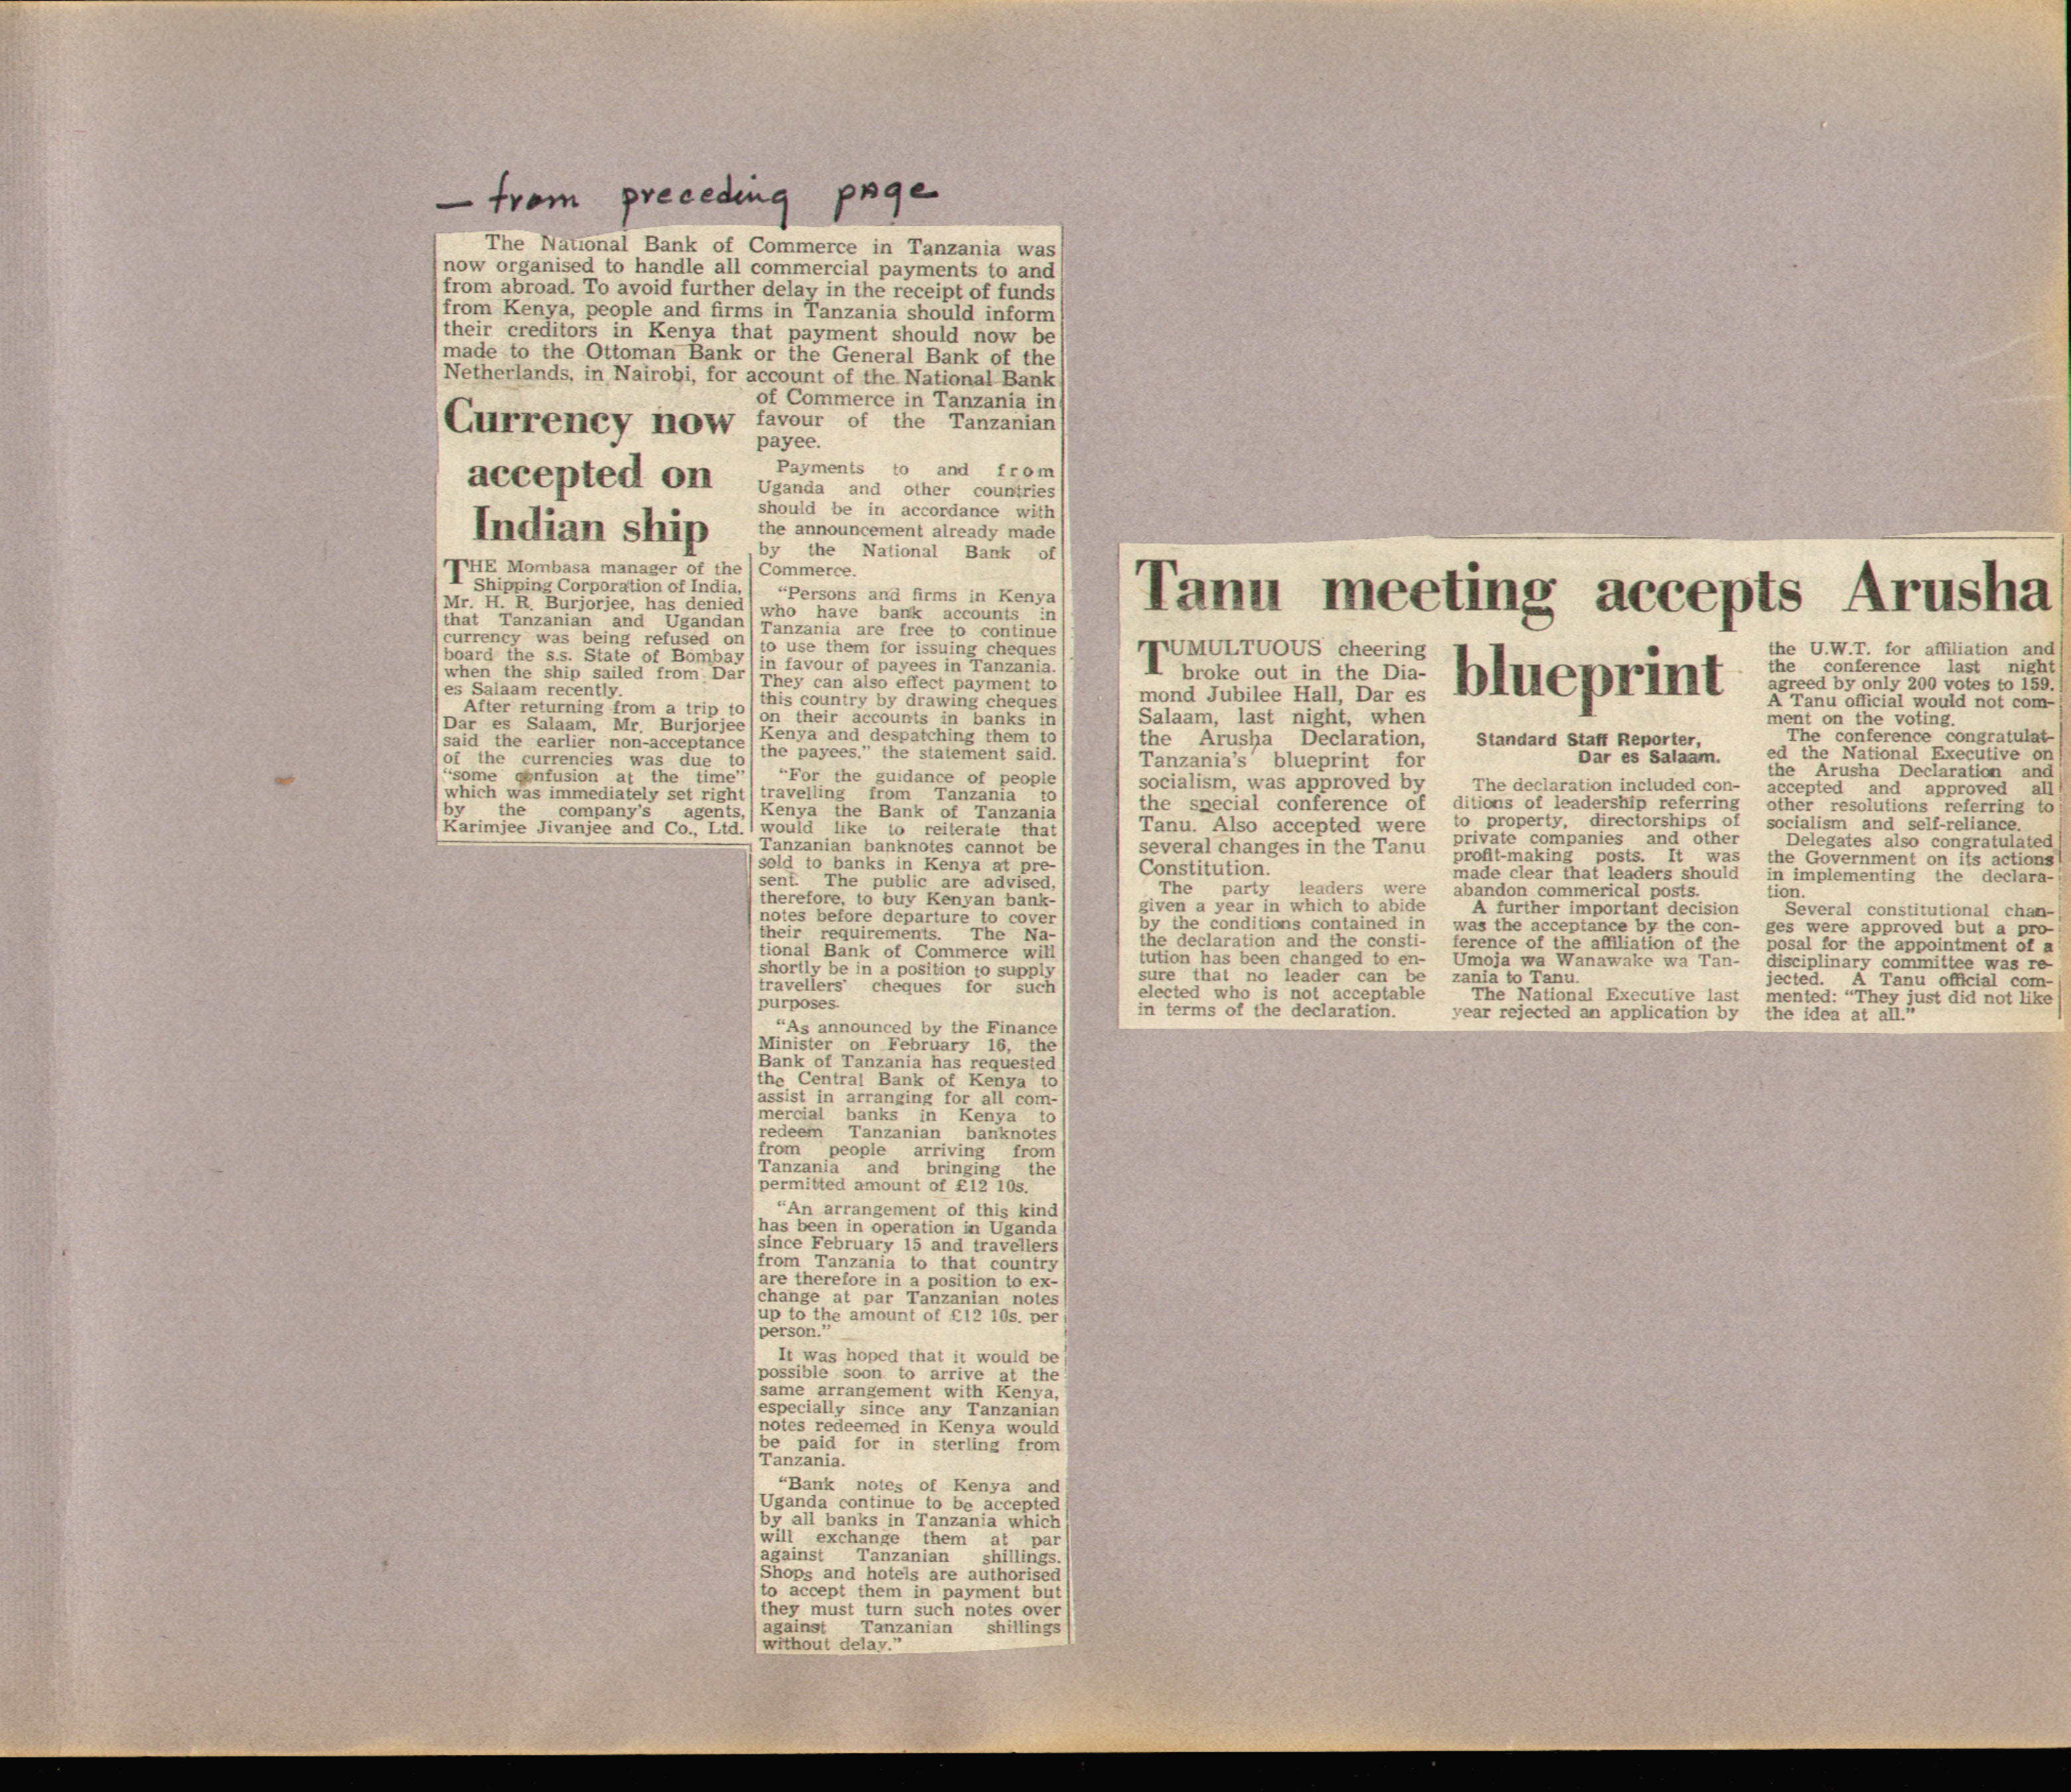 — from preceding page
The National Bank of Commerce in Tanzania was
now organised to handle all commercial payments to and
from abroad. To avoid further delay in the receipt of funds
from Kenya, people and firms in Tanzania should inform
their creditors in Kenya that payment should now be
made to the Ottoman Bank or the General Bank of the
Netherlands, in Nairobi, for account of the National Bank
of Commerce in Tanzania in
favour of the Tanzanian
payee.
Payments to and from
Uganda and other countries
should be in accordance with
the announcement already made
by the National Bank of
Commerce.
"Persons and firms in Kenya
who have bank accounts in
Tanzania are free to continue
to use them for issuing cheques
in favour of payees in Tanzania.
They can also effect payment to
this country by drawing cheques
on their accounts in banks in
Kenya and despatching them to
the payees," the statement said.
"For the guidance of people
travelling from Tanzania to
Kenya the Bank of Tanzania
would like to reiterate that
Tanzanian banknotes cannot be
sold to banks in Kenya at pre-
sent. The public are advised,
therefore, to buy Kenyan bank-
notes before departure to cover
their requirements. The Na-
tional Bank of Commerce will
shortly be in a position to supply
travellers' cheques for such
purposes.
"As announced by the Finance
Minister on February 16, the
Bank of Tanzania has requested
the Central Bank of Kenya to
assist in arranging for all com-
mercial banks in Kenya to
redeem Tanzanian banknotes
from people arriving from
Tanzania and bringing the
permitted amount of £12 10s.
"An arrangement of this kind
has been in operation in Uganda
since February 15 and travellers
from Tanzania to that country
are therefore in a position to ex-
change at par Tanzanian notes
up to the amount of £12 10s. per
person."
It was hoped that it would be
possible soon to arrive at the
same arrangement with Kenya,
especially since any Tanzanian
notes redeemed in Kenya would
be paid for in sterling from
Tanzania.
"Bank notes of Kenya and
Uganda continue to be accepted
by all banks in Tanzania which
will exchange them at par
against Tanzanian shillings.
Shops and hotels are authorised
to accept them in payment but
they must turn such notes over
against Tanzanian shillings
without delay."
Currency now
accepted on
Indian ship
THE Mombasa manager of the
Shipping Corporation of India,
Mr. H. R. Burjorjee, has denied
that Tanzanian and Ugandan
currency was being refused on
board the s.s. State of Bombay
when the ship sailed from Dar
es Salaam recently.
After returning from a trip to
Dar es Salaam, Mr. Burjorjee
said the earlier non-acceptance
of the currencies was due to
"some confusion at the time"
which was immediately set right
by the company's agents,
Karimjee Jivanjee and Co., Ltd.
Tanu meeting accepts Arusha
blueprint
Standard Staff Reporter,
Dar es Salaam.
TUMULTUOUS cheering
broke out in the Dia-
mond Jubilee Hall, Dar es
Salaam, last night, when
the Arusha Declaration,
Tanzania's blueprint for
socialism, was approved by
the special conference of
Tanu. Also accepted were
several changes in the Tanu
Constitution.
The party leaders were
given a year in which to abide
by the conditions contained in
the declaration and the consti-
tution has been changed to en-
sure that no leader can be
elected who is not acceptable
in terms of the declaration.
The declaration included con-
ditions of leadership referring
to property, directorships of
private companies and other
profit-making posts. It was
made clear that leaders should
abandon commerical posts.
A further important decision
was the acceptance by the con-
ference of the affiliation of the
Umoja wa Wanawake wa Tan-
zania to Tanu.
The National Executive last
year rejected an application by
the U.W.T. for affiliation and
the conference last night
agreed by only 200 votes to 159.
A Tanu official would not com-
ment on the voting.
The conference congratulat-
ed the National Executive on
the Arusha Declaration and
accepted and approved all
other resolutions referring to
socialism and self-reliance.
Delegates also congratulated
the Government on its actions
in implementing the declara-
tion.
Several constitutional chan-
ges were approved but a pro-
posal for the appointment of a
disciplinary committee was re-
jected. A Tanu official com-
mented: "They just did not like
the idea at all."